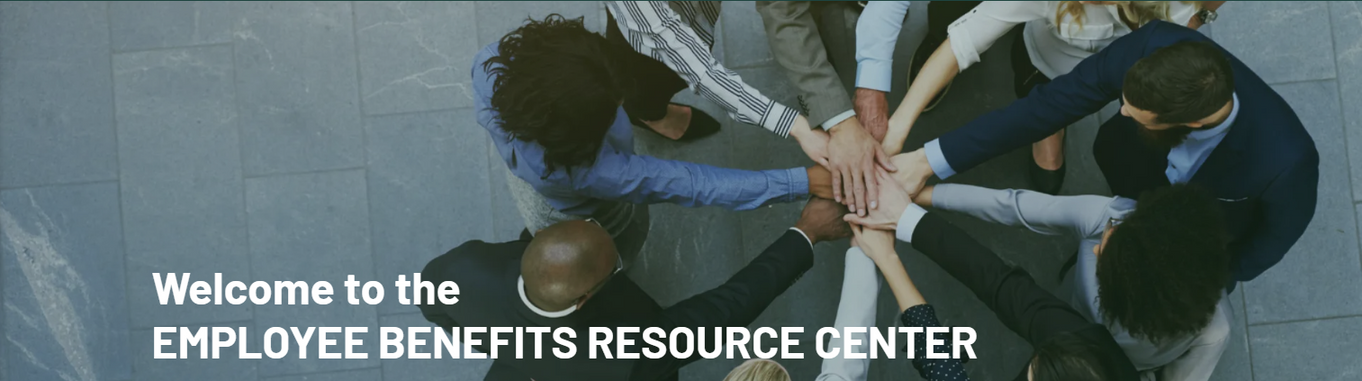 Welcome to the
EMPLOYEE BENEFITS RESOURCE CENTER